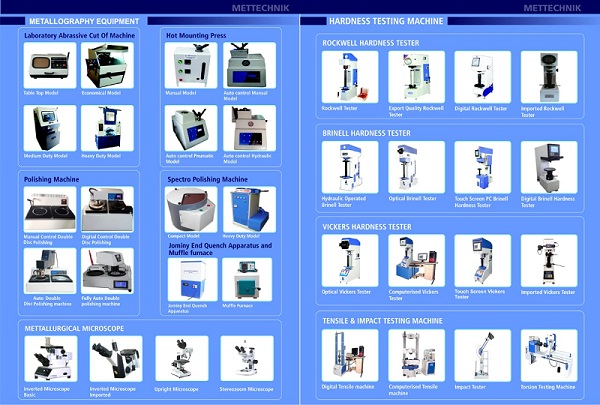 METTECHNIK
METALLOGRAPHY EQUIPMENT
Laboratory Abrassive Cut Of Machine
Table Top Model
Economical Model
Medium Duty Model
Heavy Duty Model
Hot Mounting Press
Manual Model
Auto control Manual
Model
Auto control Pneumatic
Model
Auto control Hydraulic
Model
Polishing Machine
Manual Control Double
Disc Polishing
Digital Control Double
Disc Polishing
Auto Double
Disc Polishing machine
Fully Auto Double
polishing machine
Spectro Polishing Machine
Compact Model
Heavy Duty Model
Jominy End Quench Apparatus and
Muffle furnace
Jominy End Quench
Apparatus
Muffle Furnace
METTALLURGICAL MICROSCOPE
Inverted Microscope
Basic
Inverted Microscope
Imported
Upright Microscope
Stereozoom Microscope
METTECHNIK
HARDNESS TESTING MACHINE
ROCKWELL HARDNESS TESTER
Rockwell Tester
Export Quality Rockwell
Tester
Digital Rockwell Tester
Imported Rockwell
Tester
BRINELL HARDNESS TESTER
Hydraulic Operated
Brinell Tester
Optical Brinell Tester
Touch Screen PC Brinell
Hardness Tester
Digital Brinell Hardness
Tester
VICKERS HARDNESS TESTER
Optical Vickers Tester
Computerised Vickers
Tester
Touch Screen Vickers
Tester
Imported Vickers Tester
TENSILE & IMPACT TESTING MACHINE
Digital Tensile machine
Computerised Tensile
machine
Impact Tester
Torsion Testing Machine